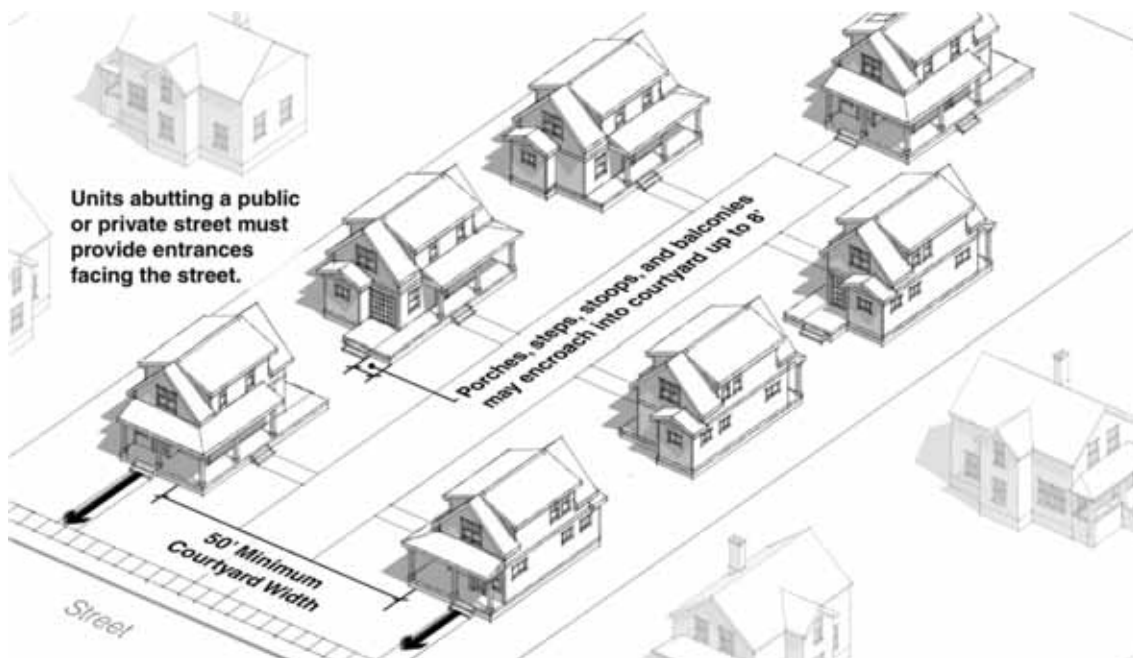 Units abutting a public
or private street must
provide entrances
facing the street.
Porches, steps, stoops, and balconies
may encroach into courtyard up to 8'
50' Minimum
Courtyard Width
Street